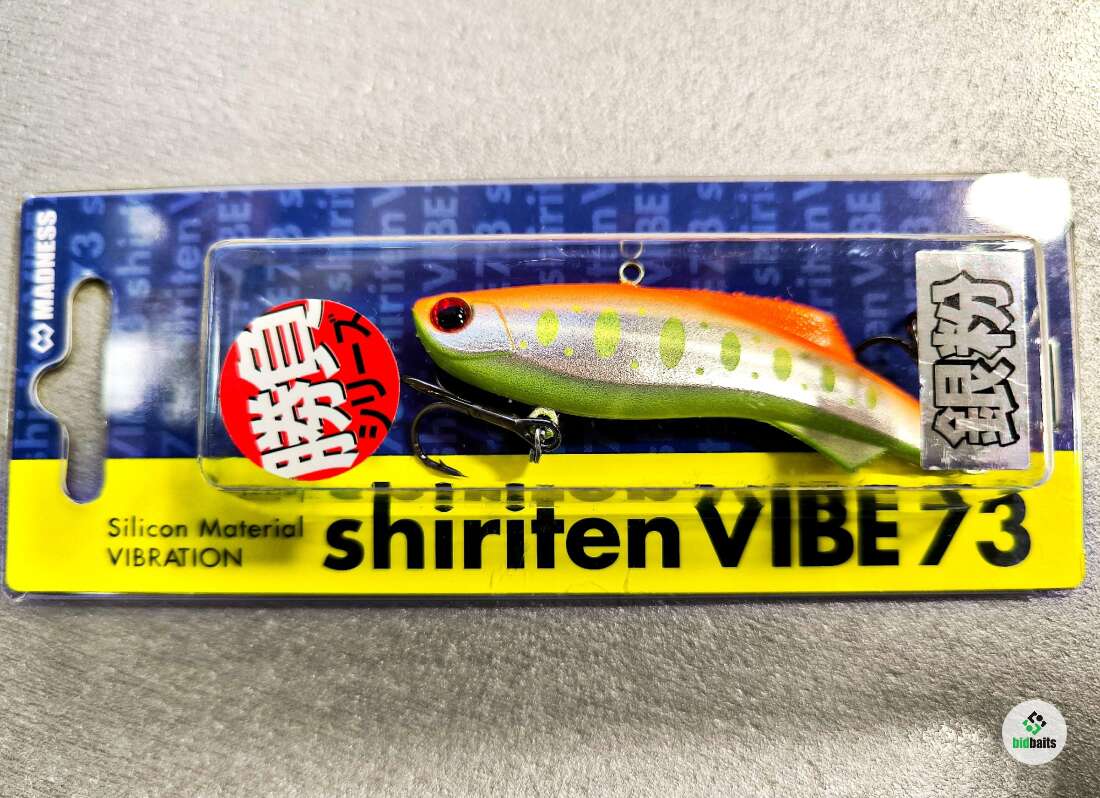 MADNESS
勝負
シリーズ
銀粉
Silicon Material
VIBRATION
shiriten VIBE 73
bidbaits